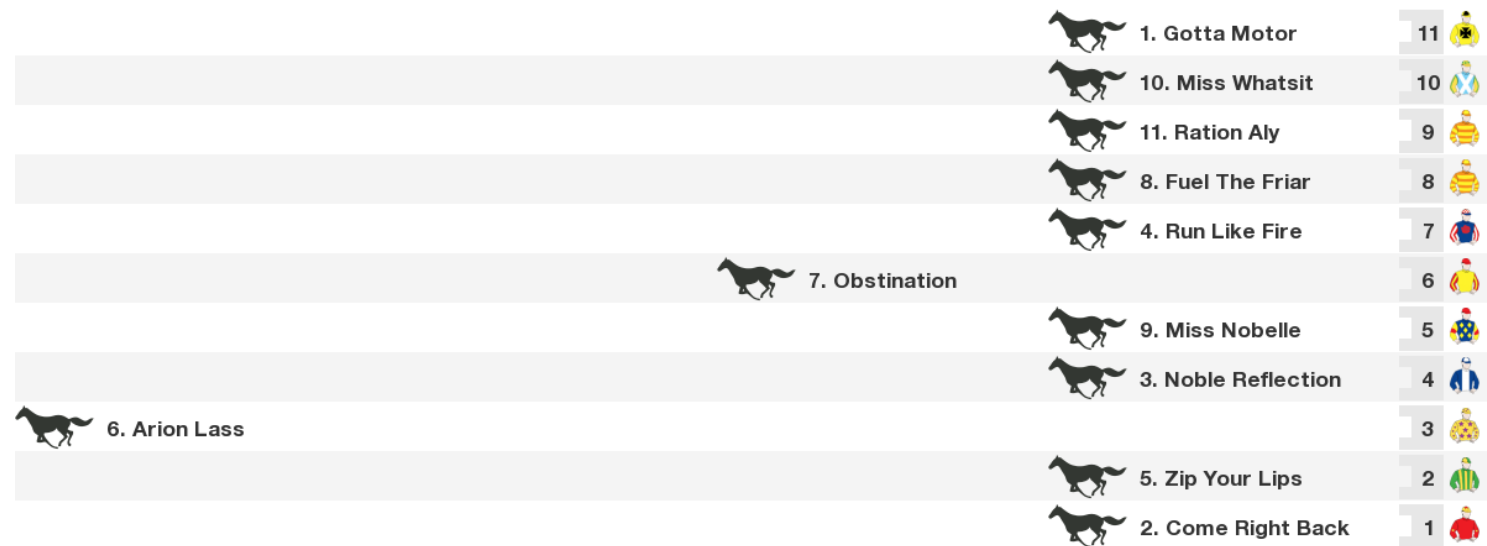 1. Gotta Motor 11
10. Miss Whatsit 10
11. Ration Aly 9
8. Fuel The Friar 8
4. Run Like Fire 7
7. Obstination 6
9. Miss Nobelle 5
3. Noble Reflection 4
6. Arion Lass 3
5. Zip Your Lips 2
2. Come Right Back 1